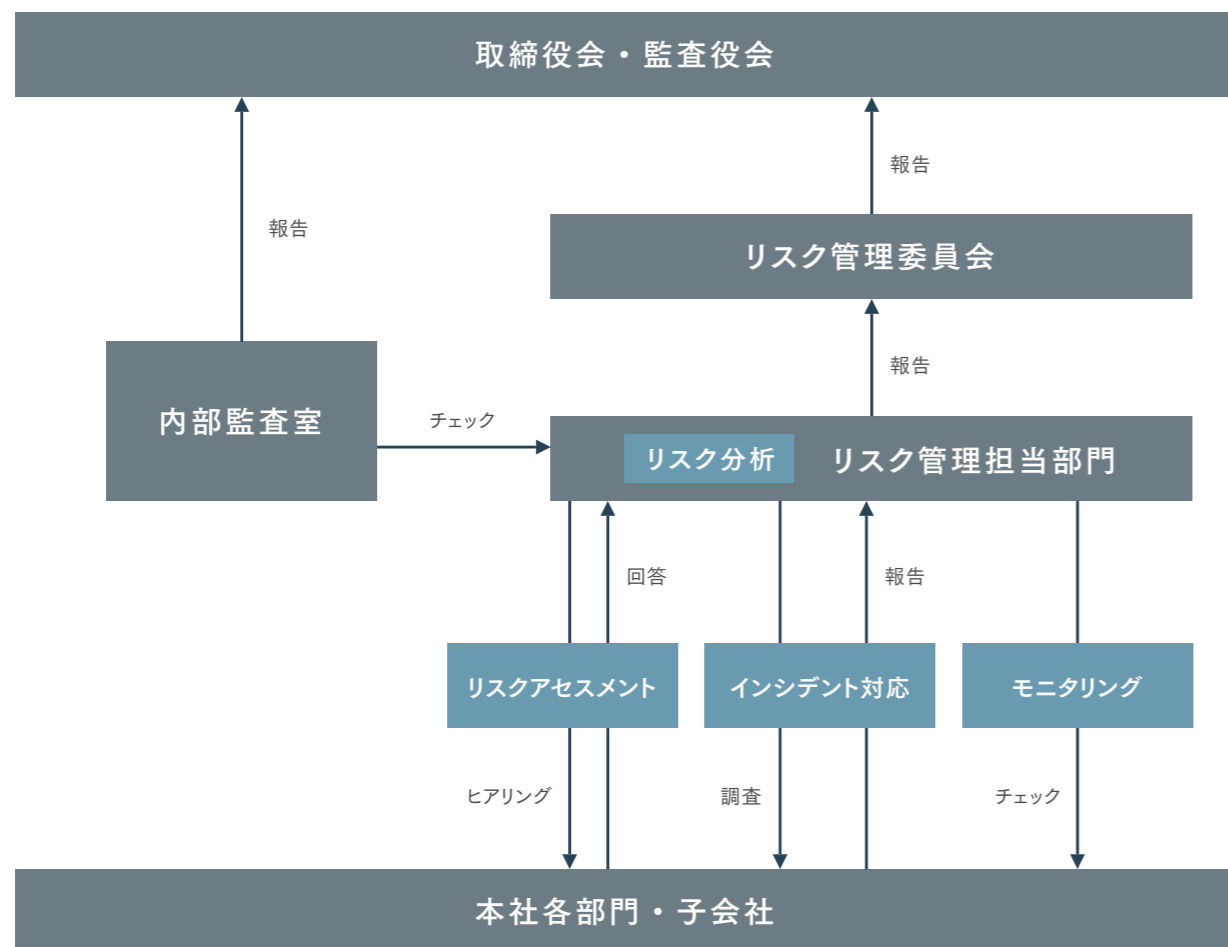 取締役会・監査役会
報告
報告
リスク管理委員会
報告
内部監査室
チェック
リスク分析
リスク管理担当部門
回答
報告
リスクアセスメント
インシデント対応
モニタリング
ヒアリング
調査
チェック
本社各部門・子会社